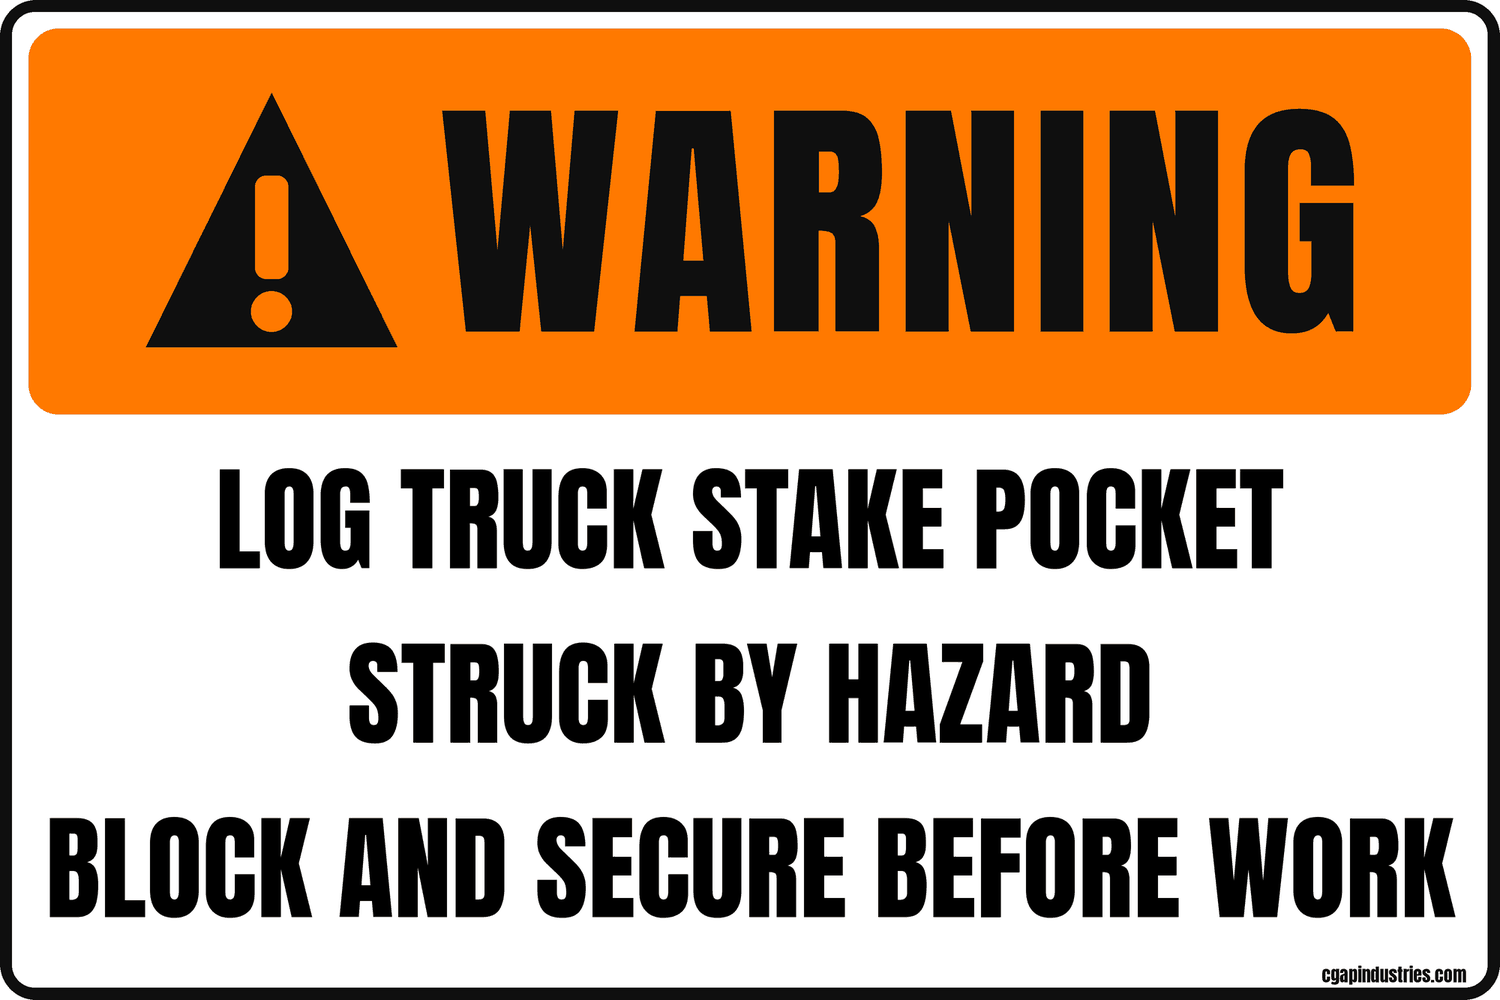 WARNING
LOG TRUCK STAKE POCKET
STRUCK BY HAZARD
BLOCK AND SECURE BEFORE WORK
cgapindustries.com